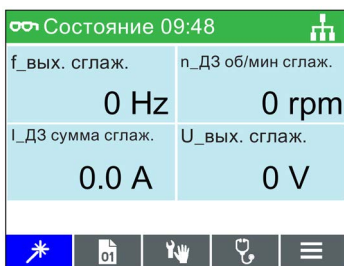 Состояние 09:48
f_вых. сглаж.
n_ДЗ об/мин сглаж.
0 Hz
0 rpm
I_ДЗ сумма сглаж.
U_вых. сглаж.
0.0 A
0 V
01